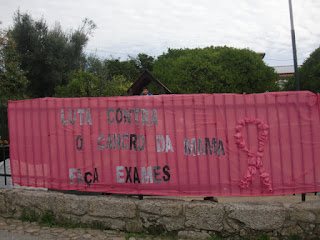 LUTA CONTRA
O CANCRO DA MAMA
FAÇA EXAMES